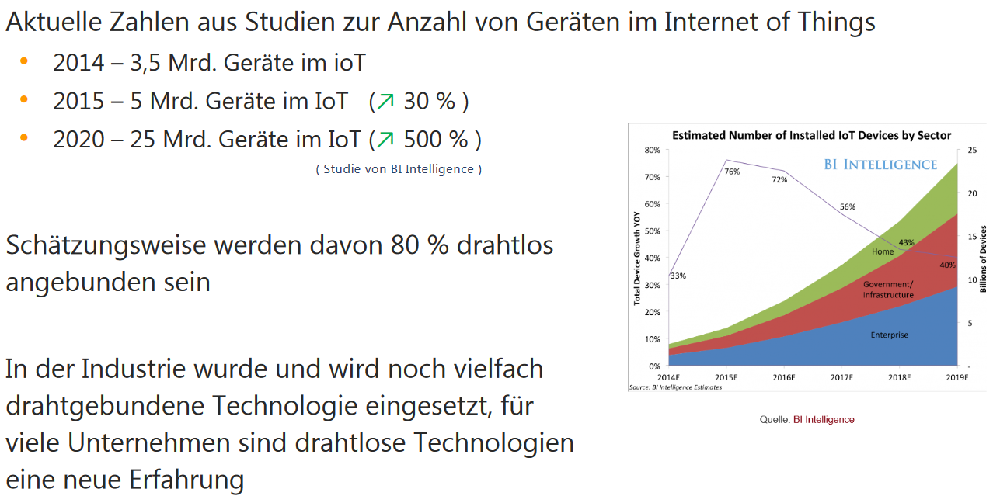 Aktuelle Zahlen aus Studien zur Anzahl von Geräten im Internet of Things
• 2014 – 3,5 Mrd. Geräte im ioT
• 2015 – 5 Mrd. Geräte im IoT (↗ 30 % )
• 2020 – 25 Mrd. Geräte im IoT (↗ 500 % )
( Studie von BI Intelligence )
Schätzungsweise werden davon 80 % drahtlos
angebunden sein
In der Industrie wurde und wird noch vielfach
drahtgebundene Technologie eingesetzt, für
viele Unternehmen sind drahtlose Technologien
eine neue Erfahrung
Estimated Number of Installed IoT Devices by Sector
BI INTELLIGENCE
Total Device Growth YOY
80%
70%
60%
50%
40%
30%
20%
10%
0%
33%
76%
72%
56%
43%
40%
Home
Government/
Infrastructure
Enterprise
25
20
15
10
5
-
Billions of Devices
2014E 2015E 2016E 2017E 2018E 2019E
Source: BI Intelligence Estimates
Quelle: BI Intelligence